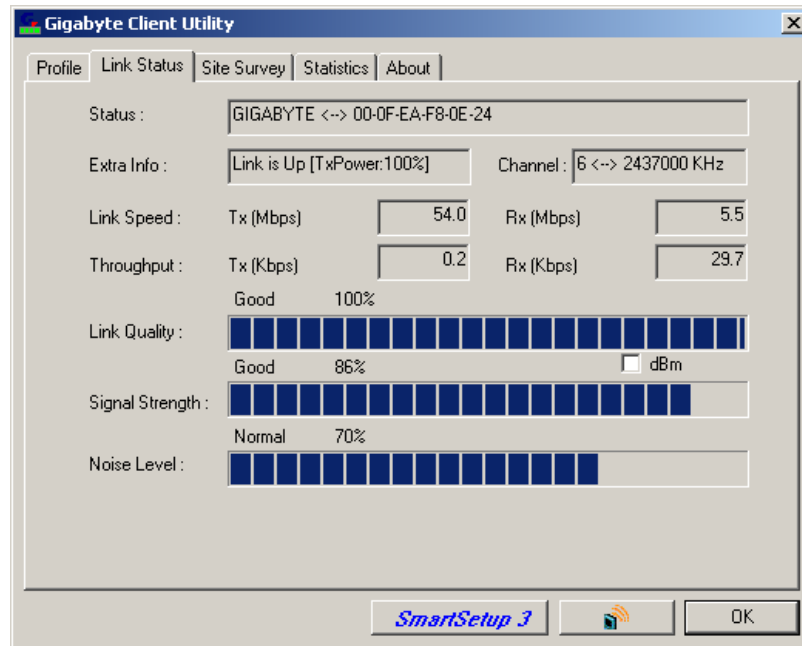 Gigabyte Client Utility
Profile Link Status Site Survey Statistics About
Status : GIGABYTE <--> 00-0F-EA-F8-0E-24
Extra Info : Link is Up [TxPower:100%] Channel : 6 <--> 2437000 KHz
Link Speed : Tx (Mbps) 54.0 Rx (Mbps) 5.5
Throughput : Tx (Kbps) 0.2 Rx (Kbps) 29.7
Good 100%
Link Quality :
Good 86% dBm
Signal Strength :
Normal 70%
Noise Level :
SmartSetup 3 OK